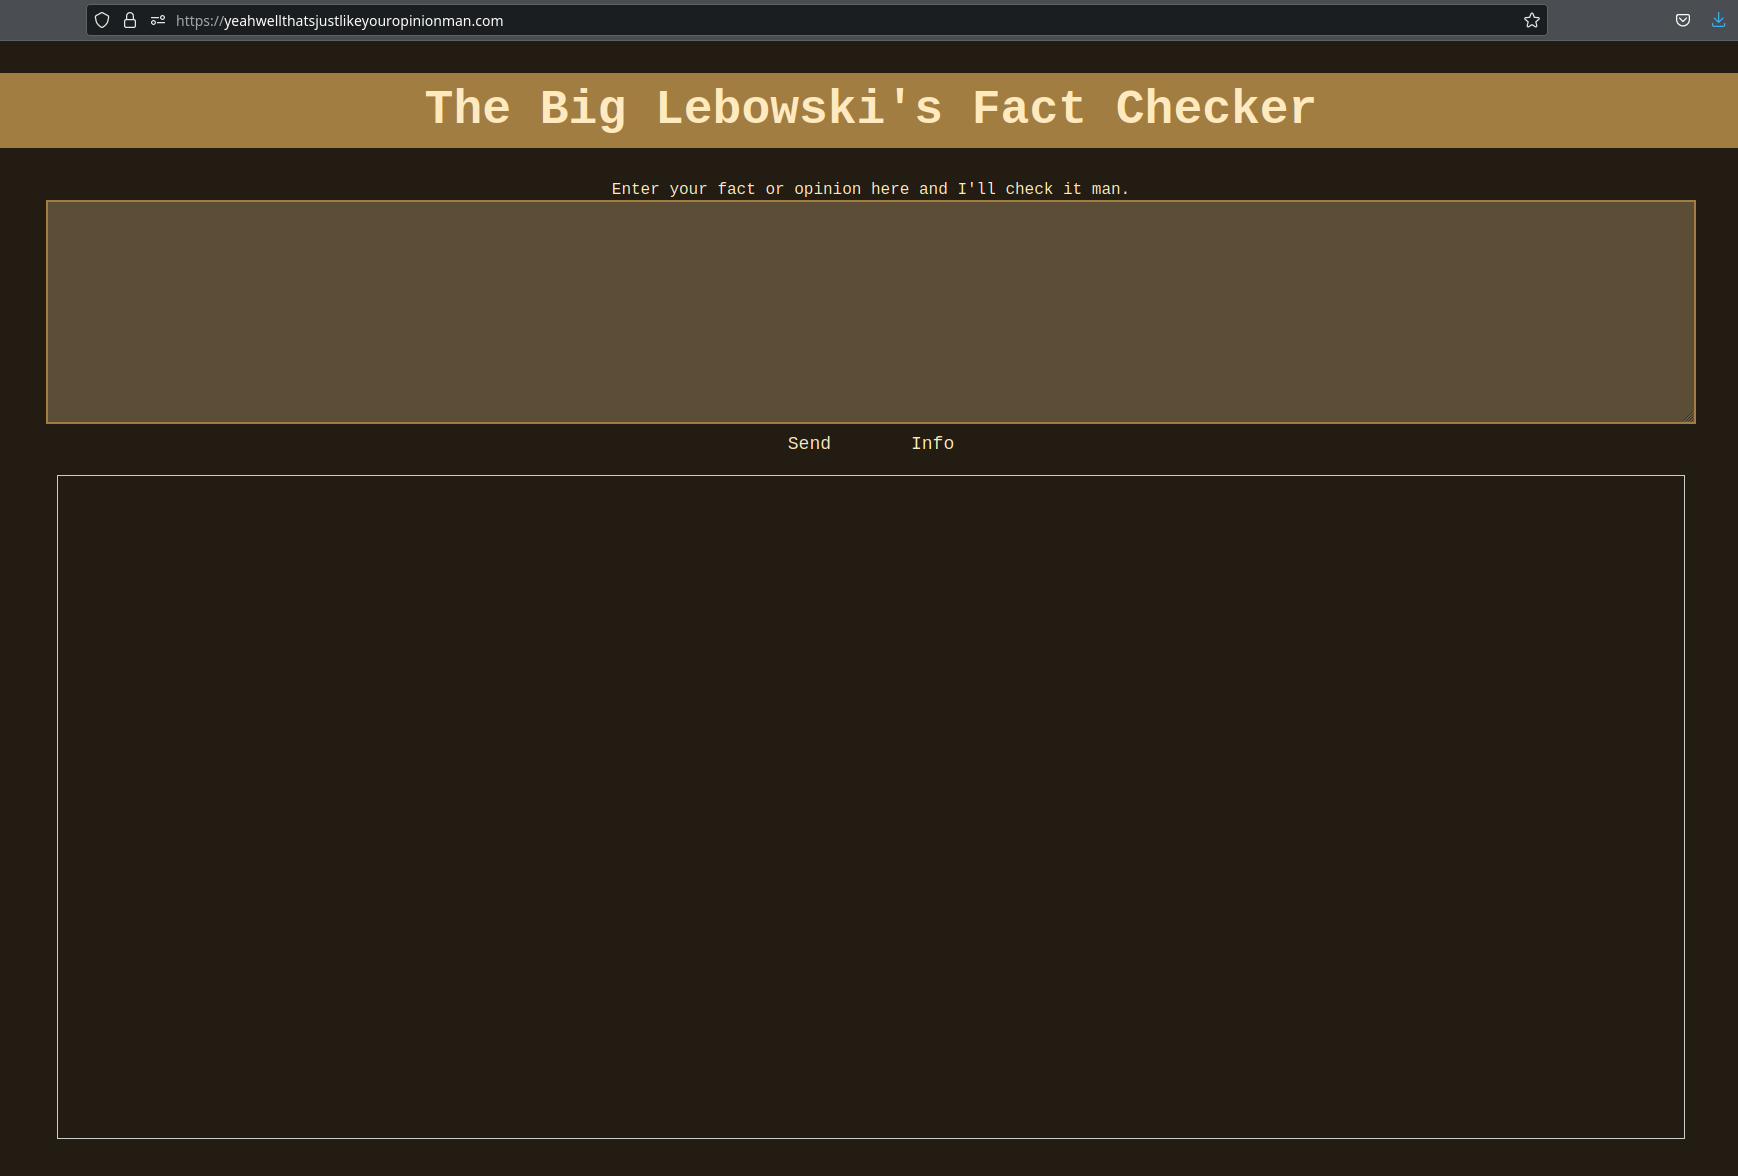 https://yeahwellthatsjustlikeyouropinionman.com
The Big Lebowski's Fact Checker
Enter your fact or opinion here and I'll check it man.
Send Info